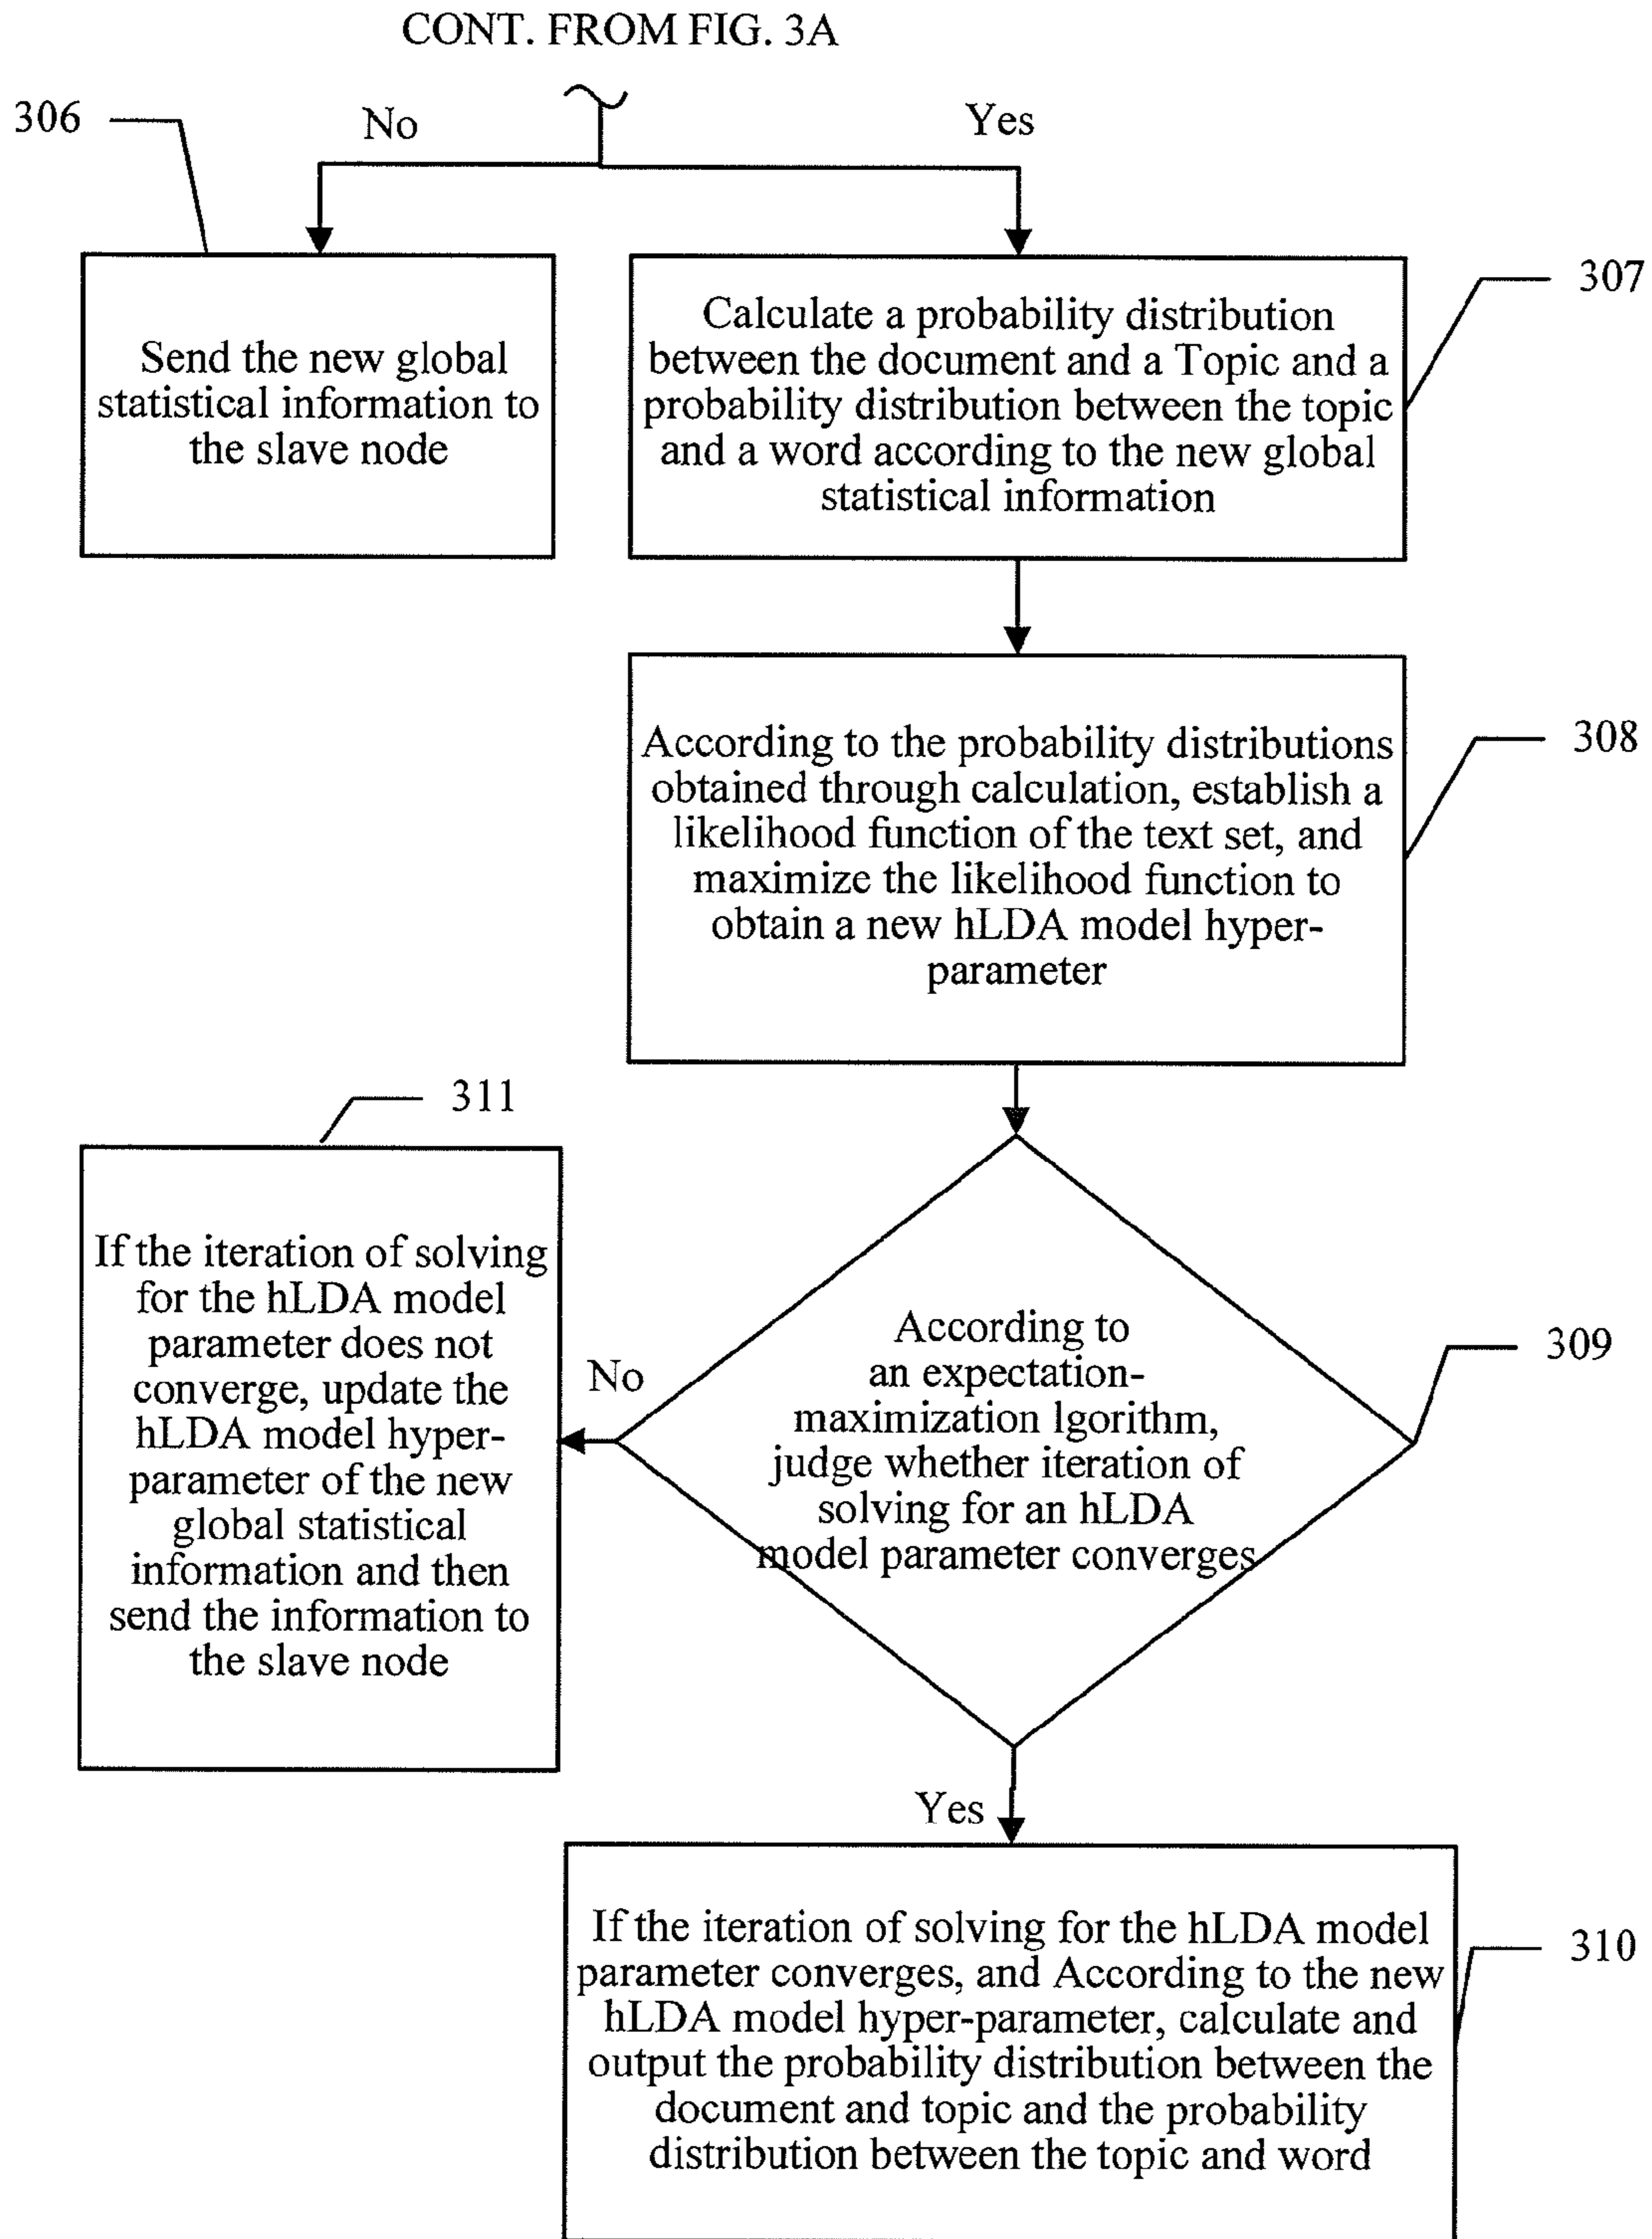 CONT. FROM FIG. 3A
306
No
Yes
Send the new global
statistical information to
the slave node
307
Calculate a probability distribution
between the document and a Topic and a
probability distribution between the topic
and a word according to the new global
statistical information
308
According to the probability distributions
obtained through calculation, establish a
likelihood function of the text set, and
maximize the likelihood function to
obtain a new hLDA model hyper-
parameter
311
If the iteration of solving
for the hLDA model
parameter does not
converge, update the
hLDA model hyper-
parameter of the new
global statistical
information and then
send the information to
the slave node
No
According to
an expectation-
maximization lgorithm,
judge whether iteration of
solving for an hLDA
model parameter converges
309
Yes
If the iteration of solving for the hLDA model
parameter converges, and According to the new
hLDA model hyper-parameter, calculate and
output the probability distribution between the
document and topic and the probability
distribution between the topic and word
310